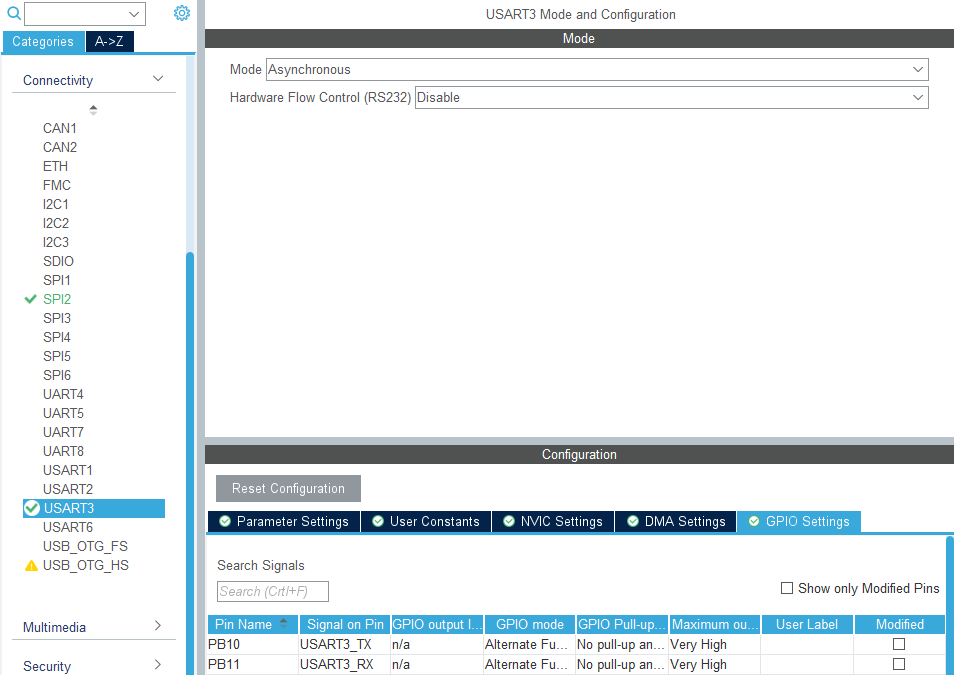 USART3 Mode and Configuration
Categories A->Z
Mode
Connectivity
Mode Asynchronous
Hardware Flow Control (RS232) Disable
CAN1
CAN2
ETH
FMC
I2C1
I2C2
I2C3
SDIO
SPI1
SPI2
SPI3
SPI4
SPI5
SPI6
UART4
UART5
UART7
UART8
USART1
USART2
USART3
USART6
USB_OTG_FS
USB_OTG_HS
Multimedia
Security
Configuration
Reset Configuration
Parameter Settings User Constants NVIC Settings DMA Settings GPIO Settings
Search Signals
Search (CrtI+F)
Show only Modified Pins
Pin Name Signal on Pin GPIO output l... GPIO mode GPIO Pull-up... Maximum ou... User Label Modified
PB10 USART3_TX n/a Alternate Fu... No pull-up an... Very High
PB11 USART3_RX n/a Alternate Fu... No pull-up an... Very High